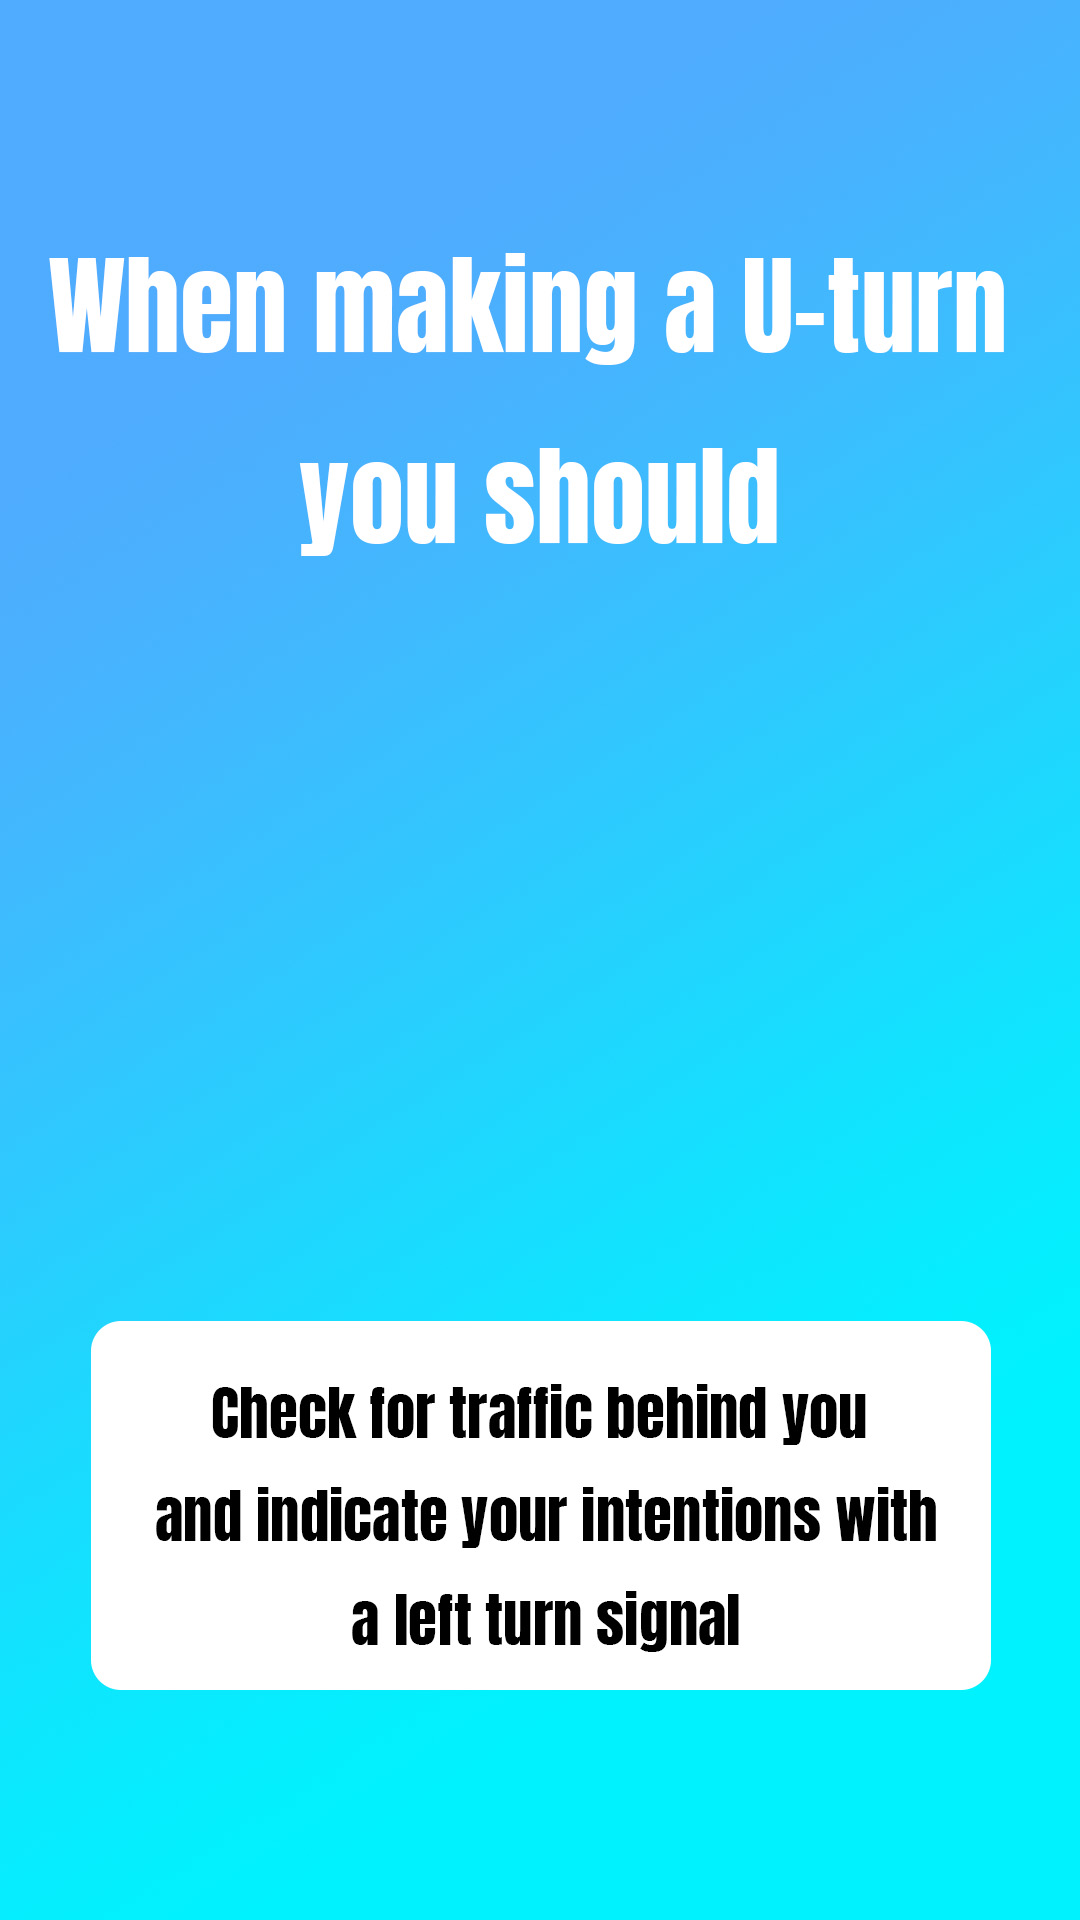 When making a U-turn
you should
Check for traffic behind you
and indicate your intentions with
a left turn signal